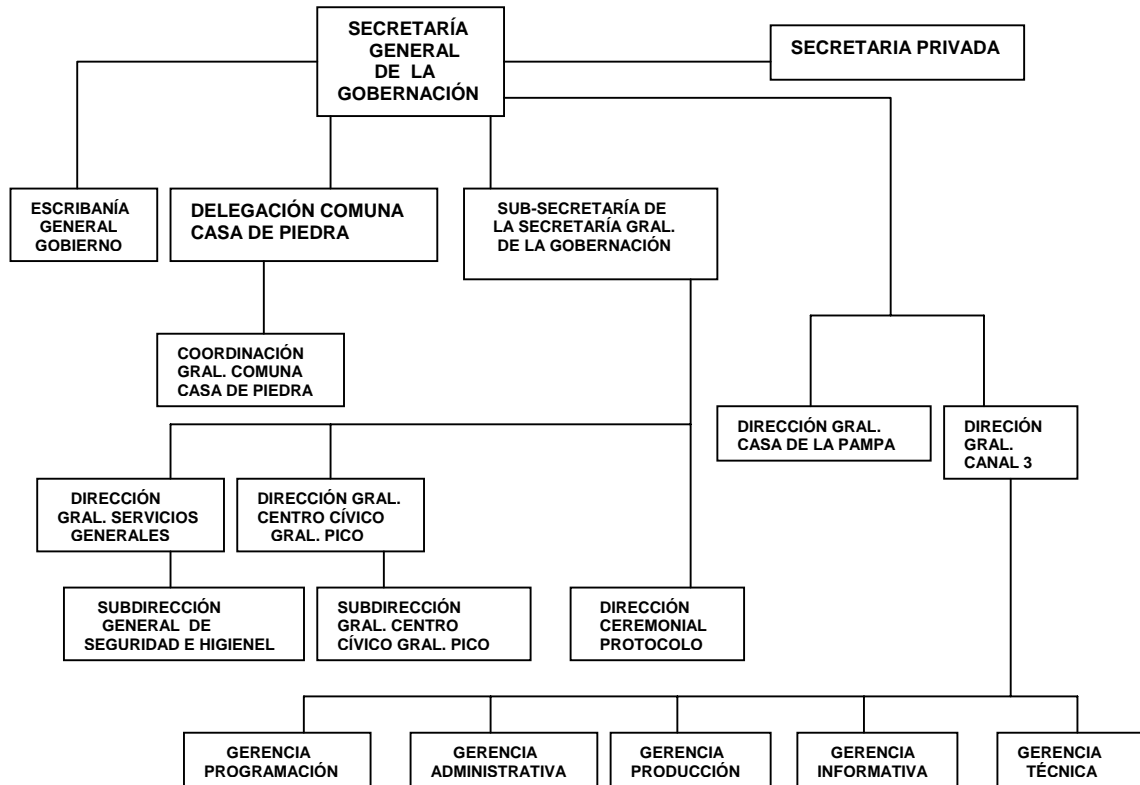 SECRETARÍA
GENERAL
DE LA
GOBERNACIÓN
SECRETARIA PRIVADA
ESCRIBANÍA
GENERAL
GOBIERNO
DELEGACIÓN COMUNA
CASA DE PIEDRA
SUB-SECRETARÍA DE
LA SECRETARÍA GRAL.
DE LA GOBERNACIÓN
COORDINACIÓN
GRAL. COMUNA
CASA DE PIEDRA
DIRECCIÓN GRAL.
CASA DE LA PAMPA
DIRECIÓN
GRAL.
CANAL 3
DIRECCIÓN
GRAL. SERVICIOS
GENERALES
DIRECCIÓN GRAL.
CENTRO CÍVICO
GRAL. PICO
SUBDIRECCIÓN
GENERAL DE
SEGURIDAD E HIGIENEL
SUBDIRECCIÓN
GRAL. CENTRO
CÍVICO GRAL. PICO
DIRECCIÓN
CEREMONIAL
PROTOCOLO
GERENCIA
PROGRAMACIÓN
GERENCIA
ADMINISTRATIVA
GERENCIA
PRODUCCIÓN
GERENCIA
INFORMATIVA
GERENCIA
TÉCNICA